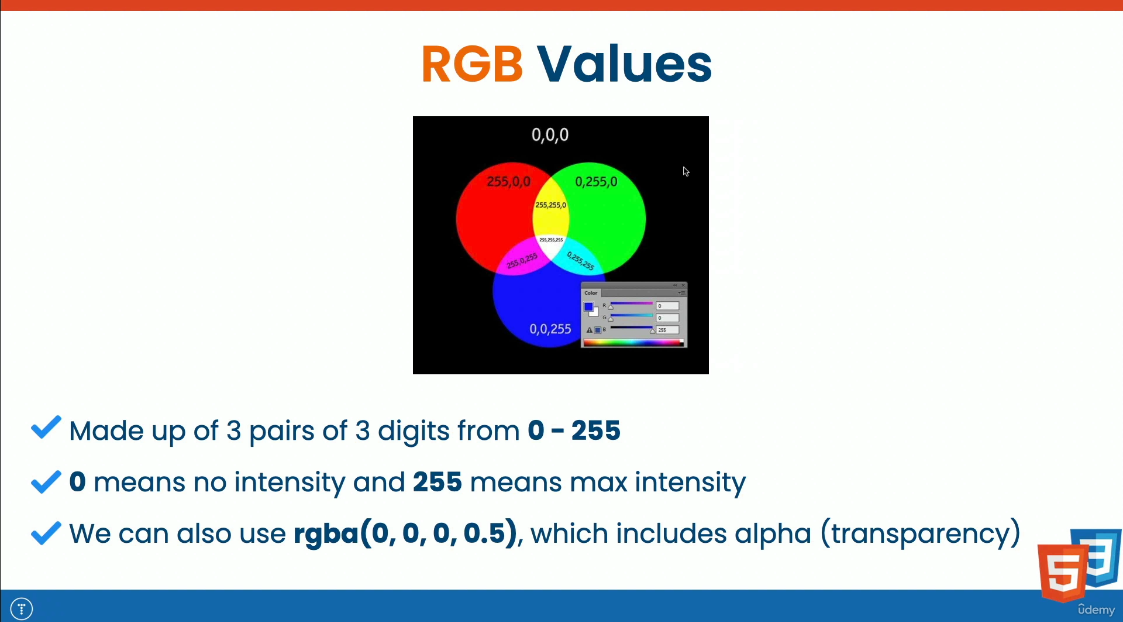 RGB Values
0,0,0
255,0,0
0,255,0
255,255,0
255,255,255
255,0,255
0,255,255
0,0,255
Color
R
0
G
0
B
255
Made up of 3 pairs of 3 digits from 0 - 255
0 means no intensity and 255 means max intensity
We can also use rgba(0, 0, 0, 0.5), which includes alpha (transparency)
5
3
T
ûdemy